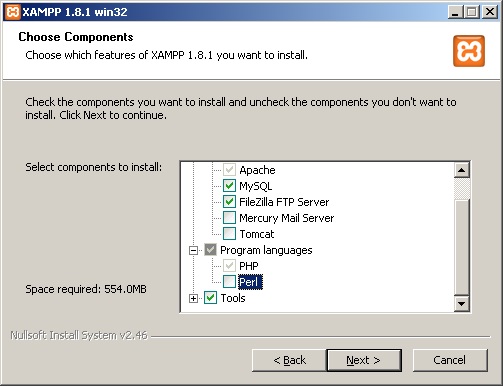 XAMPP 1.8.1 win32
Choose Components
Choose which features of XAMPP 1.8.1 you want to install.
Check the components you want to install and uncheck the components you don't want to
install. Click Next to continue.
Select components to install:
Apache
MySQL
FileZilla FTP Server
Mercury Mail Server
Tomcat
Program languages
PHP
Perl
Tools
Space required: 554.0MB
Nullsoft Install System v2.46
< Back
Next >
Cancel